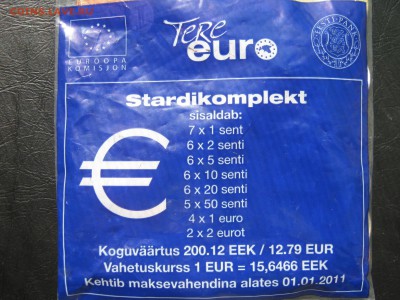 Tere
euro
EUROOPA
KOMISJON
EESTI PANK
Stardikomplekt
sisaldab:
7 x 1 sent
6 x 2 senti
6 x 5 senti
6 x 10 senti
6 x 20 senti
5 x 50 senti
4 x 1 euro
2 x 2 eurot
€
Koguväärtus 200.12 EEK / 12.79 EUR
Vahetuskurss 1 EUR = 15,6466 EEK
Kehtib maksevahendina alates 01.01.2011